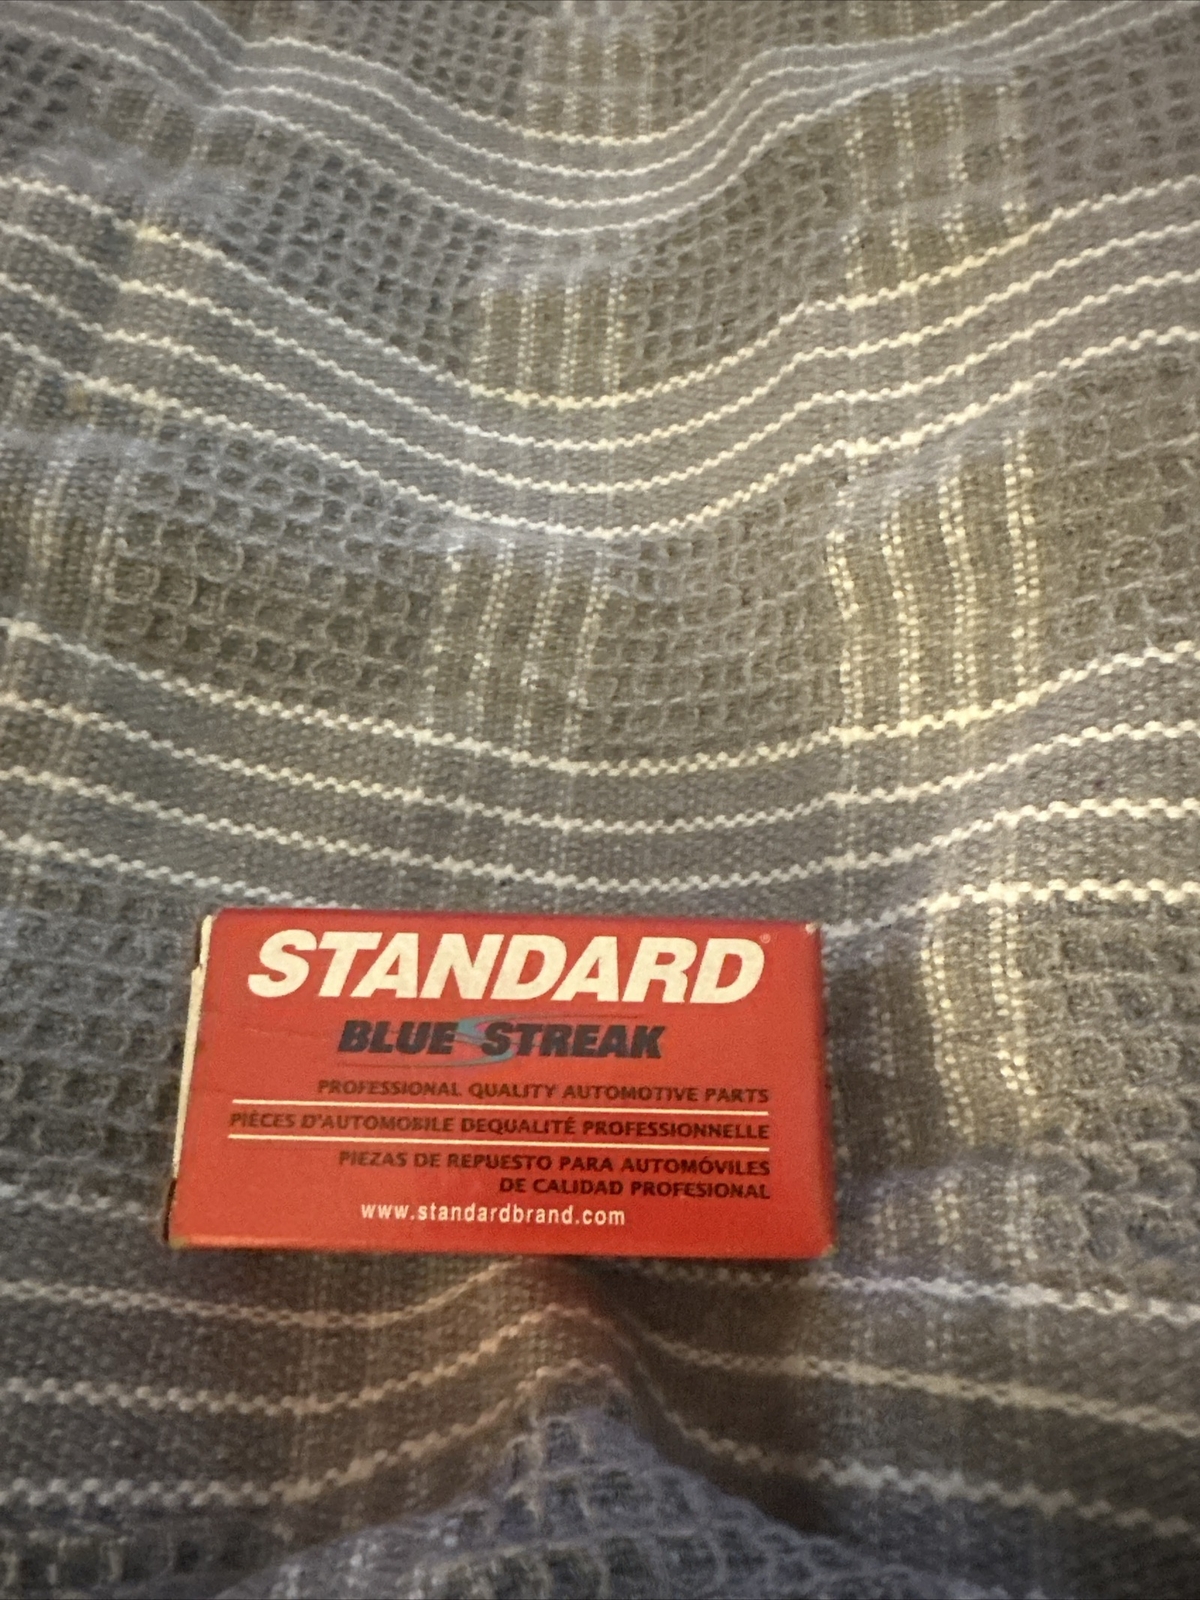 STANDARD®
BLUE STREAK
PROFESSIONAL QUALITY AUTOMOTIVE PARTS
PIÈCES D'AUTOMOBILE DEQUALITÉ PROFESSIONNELLE
PIEZAS DE REPUESTO PARA AUTOMÓVILES
DE CALIDAD PROFESIONAL
www.standardbrand.com